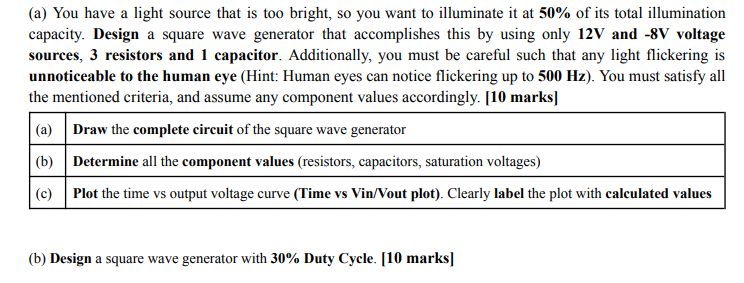 (a) You have a light source that is too bright, so you want to illuminate it at 50% of its total illumination
capacity. Design a square wave generator that accomplishes this by using only 12V and -8V voltage
sources, 3 resistors and 1 capacitor. Additionally, you must be careful such that any light flickering is
unnoticeable to the human eye (Hint: Human eyes can notice flickering up to 500 Hz). You must satisfy all
the mentioned criteria, and assume any component values accordingly. [10 marks]
(a) Draw the complete circuit of the square wave generator
(b) Determine all the component values (resistors, capacitors, saturation voltages)
(c) Plot the time vs output voltage curve (Time vs Vin/Vout plot). Clearly label the plot with calculated values
(b) Design a square wave generator with 30% Duty Cycle. [10 marks]